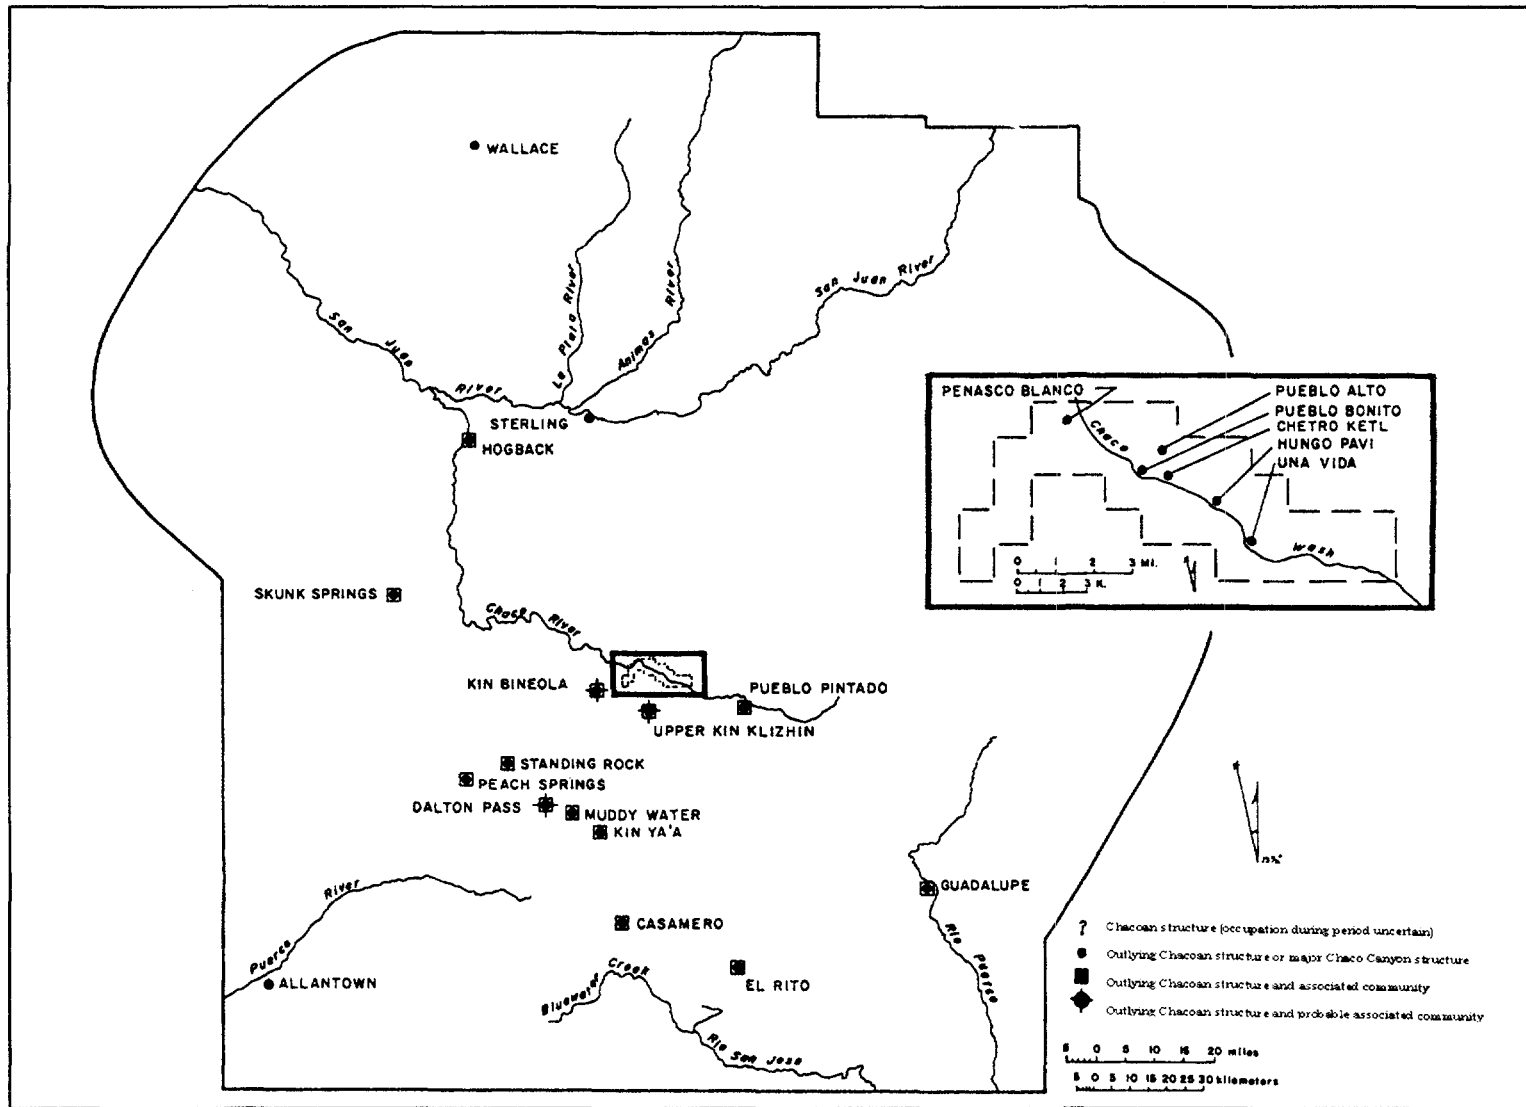 WALLACE
San Juan River
La Plata River
Animas River
San Juan River
STERLING
HOGBACK
PENASCO BLANCO
PUEBLO ALTO
PUEBLO BONITO
CHETRO KETL
HUNGO PAVI
UNA VIDA
Chaco Wash
0 1 2 3 MI.
0 1 2 3 K.
SKUNK SPRINGS
Chaco River
KIN BINEOLA
PUEBLO PINTADO
UPPER KIN KLIZHIN
STANDING ROCK
PEACH SPRINGS
DALTON PASS
MUDDY WATER
KIN YA'A
Puerco River
GUADALUPE
CASAMERO
Rio Puerco
ALLANTOWN
EL RITO
Bluewater Creek
Rio San Jose
? Chacoan structure (occupation during period uncertain)
Outlying Chacoan structure or major Chaco Canyon structure
Outlying Chacoan structure and associated community
Outlying Chacoan structure and probable associated community
5 0 5 10 15 20 miles
5 0 5 10 15 20 25 30 kilometers